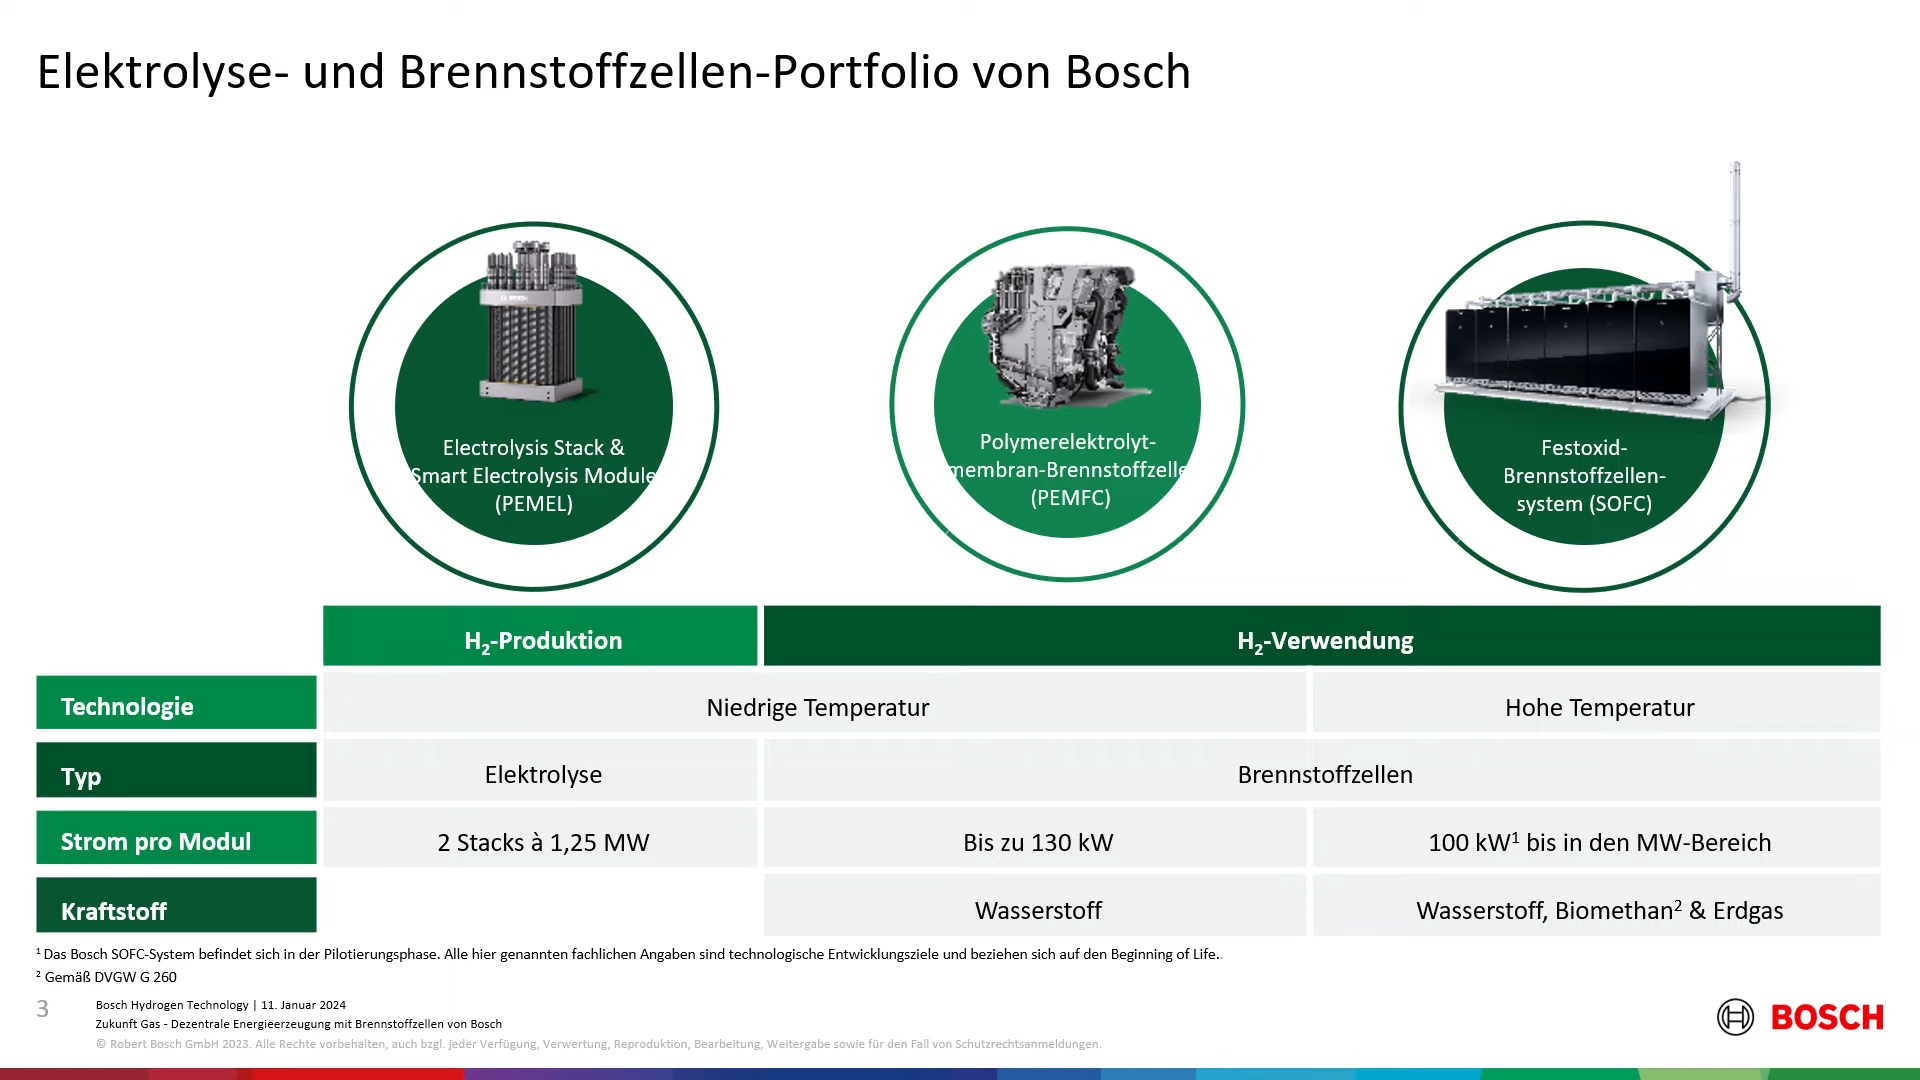 Elektrolyse- und Brennstoffzellen-Portfolio von Bosch
Electrolysis Stack &
Smart Electrolysis Module
(PEMEL)
Polymerelektrolyt-
membran-Brennstoffzelle
(PEMFC)
Festoxid-
Brennstoffzellen-
system (SOFC)
H₂-Produktion
H₂-Verwendung
Technologie
Niedrige Temperatur
Hohe Temperatur
Typ
Elektrolyse
Brennstoffzellen
Strom pro Modul
2 Stacks à 1,25 MW
Bis zu 130 kW
100 kW¹ bis in den MW-Bereich
Kraftstoff
Wasserstoff
Wasserstoff, Biomethan² & Erdgas
¹ Das Bosch SOFC-System befindet sich in der Pilotierungsphase. Alle hier genannten fachlichen Angaben sind technologische Entwicklungsziele und beziehen sich auf den Beginning of Life..
² Gemäß DVGW G 260
3
Bosch Hydrogen Technology | 11. Januar 2024
Zukunft Gas - Dezentrale Energieerzeugung mit Brennstoffzellen von Bosch
© Robert Bosch GmbH 2023. Alle Rechte vorbehalten, auch bzgl. jeder Verfügung, Verwertung, Reproduktion, Bearbeitung, Weitergabe sowie für den Fall von Schutzrechtsanmeldungen.
BOSCH